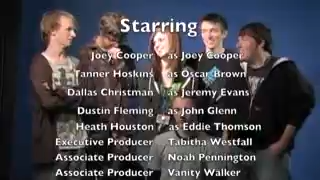 Starring
Joey Cooper as Joey Cooper
Tanner Hoskins as Oscar Brown
Dallas Christman as Jeremy Evans
Dustin Fleming as John Glenn
Heath Houston as Eddie Thomson
Executive Producer Tabitha Westfall
Associate Producer Noah Pennington
Associate Producer Vanity Walker